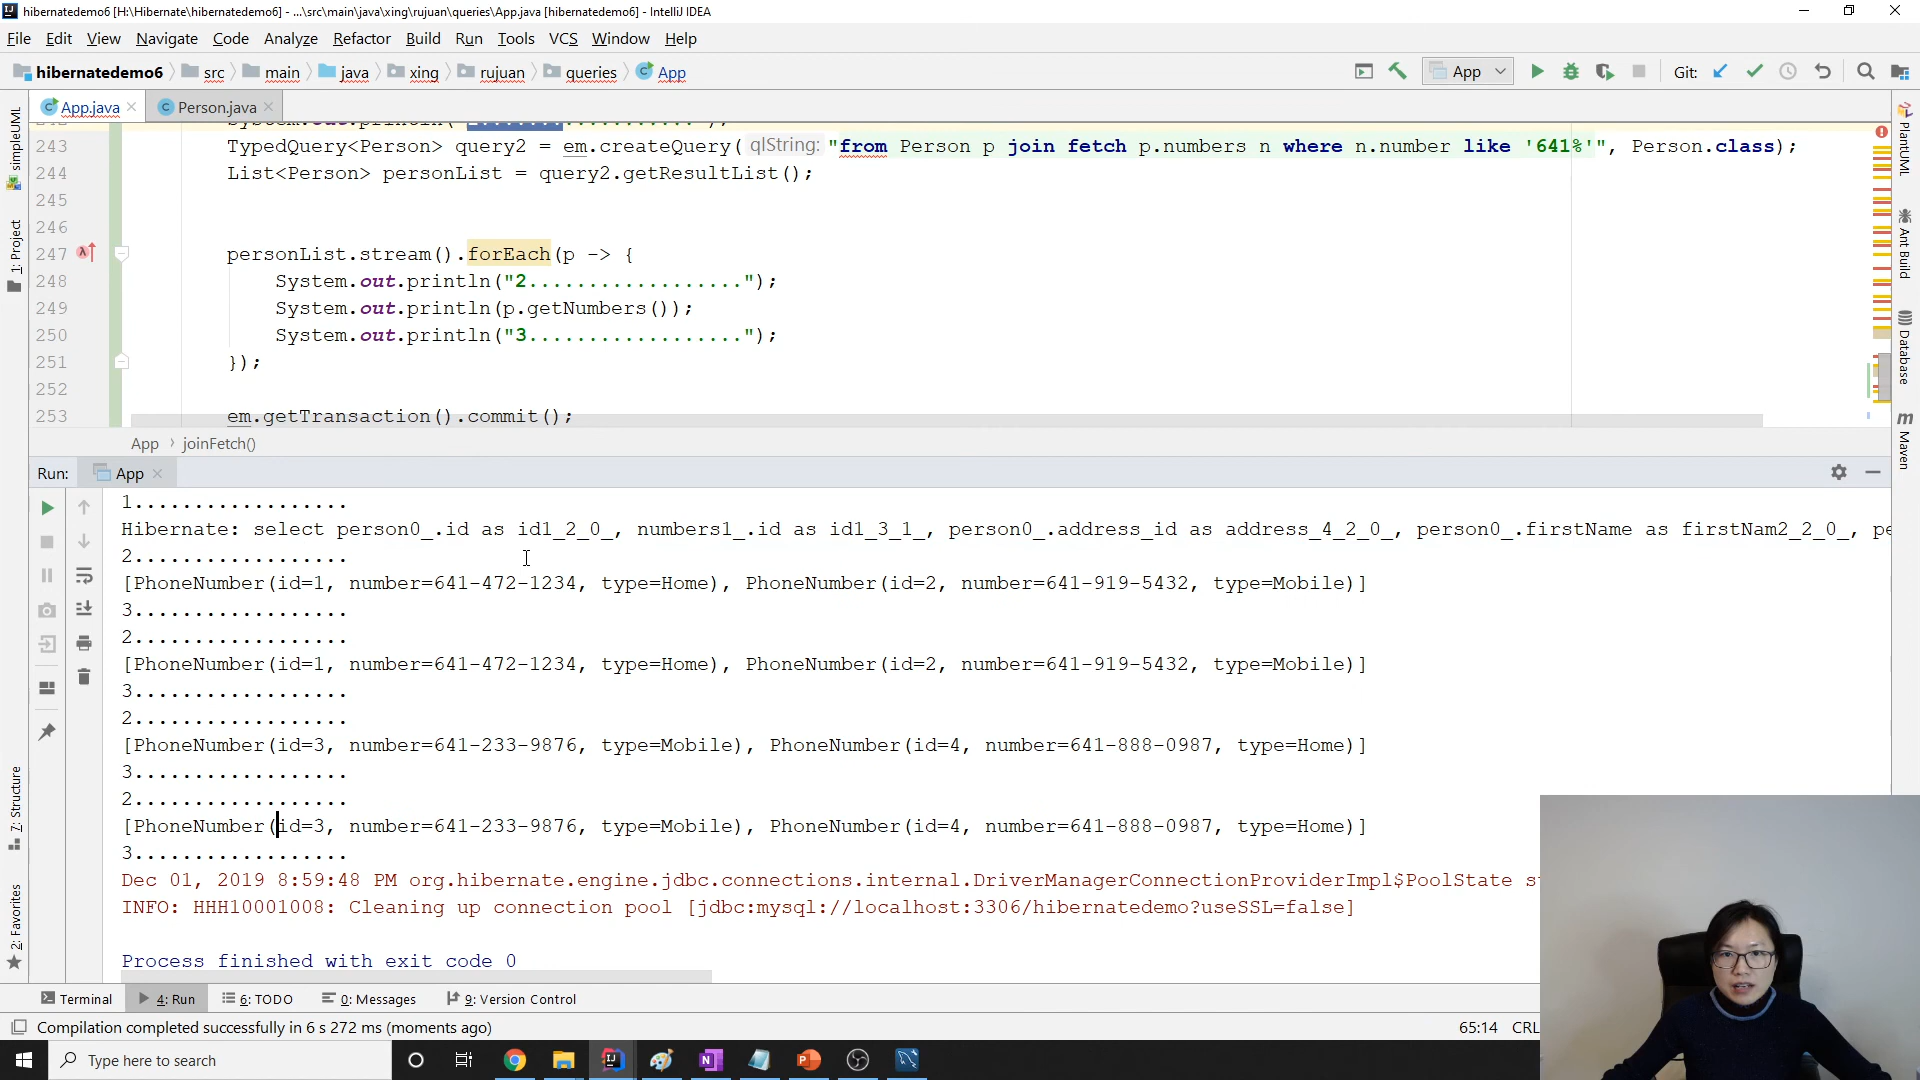 hibernatedemo6 [H:\Hibernate\hibernatedemo6] - ...\src\main\java\xing\rujuan\queries\App.java [hibernatedemo6] - IntelliJ IDEA
File Edit View Navigate Code Analyze Refactor Build Run Tools VCS Window Help
hibernatedemo6 src main java xing rujuan queries App App Git:
App.java Person.java
243 TypedQuery<Person> query2 = em.createQuery( qlString: "from Person p join fetch p.numbers n where n.number like '641%'", Person.class);
244 List<Person> personList = query2.getResultList();
245
246
247 personList.stream().forEach(p -> {
248 System.out.println("2..................");
249 System.out.println(p.getNumbers());
250 System.out.println("3..................");
251 });
252
253 em.getTransaction().commit();
App joinFetch()
Run: App
1..................
Hibernate: select person0_.id as id1_2_0_, numbers1_.id as id1_3_1_, person0_.address_id as address_4_2_0_, person0_.firstName as firstNam2_2_0_, pe
2..................
[PhoneNumber(id=1, number=641-472-1234, type=Home), PhoneNumber(id=2, number=641-919-5432, type=Mobile)]
3..................
2..................
[PhoneNumber(id=1, number=641-472-1234, type=Home), PhoneNumber(id=2, number=641-919-5432, type=Mobile)]
3..................
2..................
[PhoneNumber(id=3, number=641-233-9876, type=Mobile), PhoneNumber(id=4, number=641-888-0987, type=Home)]
3..................
2..................
[PhoneNumber(id=3, number=641-233-9876, type=Mobile), PhoneNumber(id=4, number=641-888-0987, type=Home)]
3..................
Dec 01, 2019 8:59:48 PM org.hibernate.engine.jdbc.connections.internal.DriverManagerConnectionProviderImpl$PoolState s
INFO: HHH10001008: Cleaning up connection pool [jdbc:mysql://localhost:3306/hibernatedemo?useSSL=false]
Process finished with exit code 0
Terminal 4: Run 6: TODO 0: Messages 9: Version Control
Compilation completed successfully in 6 s 272 ms (moments ago) 65:14 CRL
Type here to search
simpleUML
1: Project
7: Structure
2: Favorites
PlantUML
Ant Build
Database
Maven